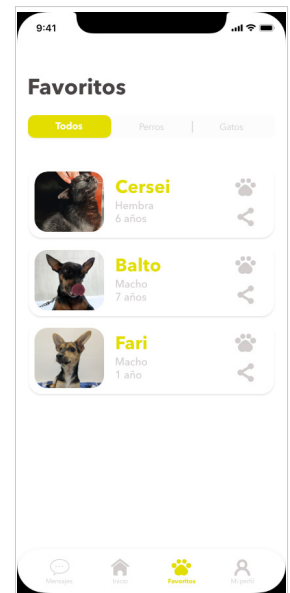 9:41
Favoritos
Todos Perros Gatos
Cersei
Hembra
6 años
Balto
Macho
7 años
Fari
Macho
1 año
Mensajes Inicio Favoritos Mi perfil